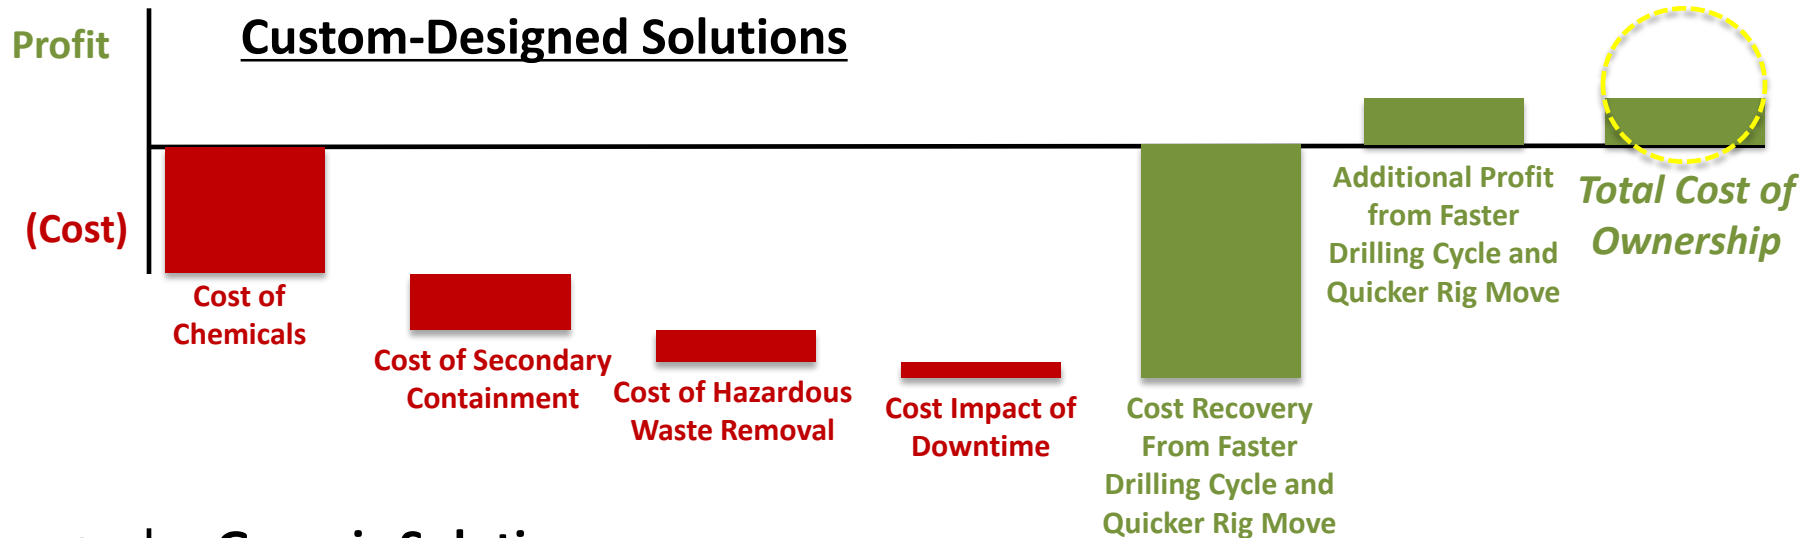 Profit
Custom-Designed Solutions
(Cost)
Cost of
Chemicals
Cost of Secondary
Containment
Cost of Hazardous
Waste Removal
Cost Impact of
Downtime
Cost Recovery
From Faster
Drilling Cycle and
Quicker Rig Move
Additional Profit
from Faster
Drilling Cycle and
Quicker Rig Move
Total Cost of
Ownership